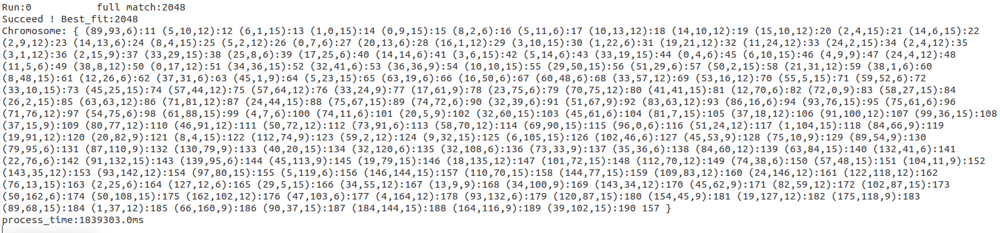 Run:0 full match:2048
Succeed ! Best_fit:2048
Chromosome: { (89,93,6):11 (5,10,12):12 (6,1,15):13 (1,0,15):14 (0,9,15):15 (8,2,6):16 (5,11,6):17 (10,13,12):18 (14,10,12):19 (15,10,12):20 (2,4,15):21 (14,6,15):22
(2,9,12):23 (14,13,6):24 (8,4,15):25 (5,2,12):26 (0,7,6):27 (20,13,6):28 (16,1,12):29 (3,10,15):30 (1,22,6):31 (19,21,12):32 (11,24,12):33 (24,2,15):34 (2,4,12):35
(3,1,12):36 (2,15,9):37 (33,29,15):38 (25,8,6):39 (17,25,6):40 (14,14,6):41 (3,6,15):42 (5,14,6):43 (33,19,15):44 (0,4,6):45 (6,10,15):46 (4,9,9):47 (24,4,12):48
(11,5,6):49 (38,8,12):50 (0,17,12):51 (34,36,15):52 (32,41,6):53 (36,36,9):54 (10,10,15):55 (29,50,15):56 (51,29,6):57 (50,2,15):58 (21,31,12):59 (38,1,6):60
(8,48,15):61 (12,26,6):62 (37,31,6):63 (45,1,9):64 (5,23,15):65 (63,19,6):66 (16,50,6):67 (60,48,6):68 (33,57,12):69 (53,16,12):70 (55,5,15):71 (59,52,6):72
(33,10,15):73 (45,25,15):74 (57,44,12):75 (57,64,12):76 (33,24,9):77 (17,61,9):78 (23,75,6):79 (70,75,12):80 (41,41,15):81 (12,70,6):82 (72,0,9):83 (58,27,15):84
(26,2,15):85 (63,63,12):86 (71,81,12):87 (24,44,15):88 (75,67,15):89 (74,72,6):90 (32,39,6):91 (51,67,9):92 (83,63,12):93 (86,16,6):94 (93,76,15):95 (75,61,6):96
(71,76,12):97 (54,75,6):98 (61,88,15):99 (4,7,6):100 (74,11,6):101 (20,5,9):102 (32,60,15):103 (45,61,6):104 (81,7,15):105 (37,18,12):106 (91,100,12):107 (99,36,15):108
(37,15,9):109 (80,77,12):110 (46,91,12):111 (50,72,12):112 (73,91,6):113 (58,70,12):114 (69,90,15):115 (96,0,6):116 (51,24,12):117 (1,104,15):118 (84,66,9):119
(19,91,12):120 (20,82,9):121 (8,4,15):122 (112,74,9):123 (59,2,12):124 (9,32,15):125 (6,105,15):126 (102,46,6):127 (45,53,9):128 (75,10,9):129 (89,54,9):130
(79,95,6):131 (87,110,9):132 (130,79,9):133 (40,20,15):134 (32,120,6):135 (32,108,6):136 (73,33,9):137 (35,36,6):138 (84,60,12):139 (63,84,15):140 (132,41,6):141
(22,76,6):142 (91,132,15):143 (139,95,6):144 (45,113,9):145 (19,79,15):146 (18,135,12):147 (101,72,15):148 (112,70,12):149 (74,38,6):150 (57,48,15):151 (104,11,9):152
(143,35,12):153 (93,142,12):154 (97,80,15):155 (5,119,6):156 (146,144,15):157 (110,70,15):158 (144,77,15):159 (109,83,12):160 (24,146,12):161 (122,118,12):162
(76,13,15):163 (2,25,6):164 (127,12,6):165 (29,5,15):166 (34,55,12):167 (13,9,9):168 (34,100,9):169 (143,34,12):170 (45,62,9):171 (82,59,12):172 (102,87,15):173
(50,162,6):174 (50,108,15):175 (162,102,12):176 (47,103,6):177 (4,164,12):178 (93,132,6):179 (120,87,15):180 (154,45,9):181 (19,127,12):182 (175,118,9):183
(89,68,15):184 (1,37,12):185 (66,160,9):186 (90,37,15):187 (184,144,15):188 (164,116,9):189 (39,102,15):190 157 }
process_time:1839303.0ms